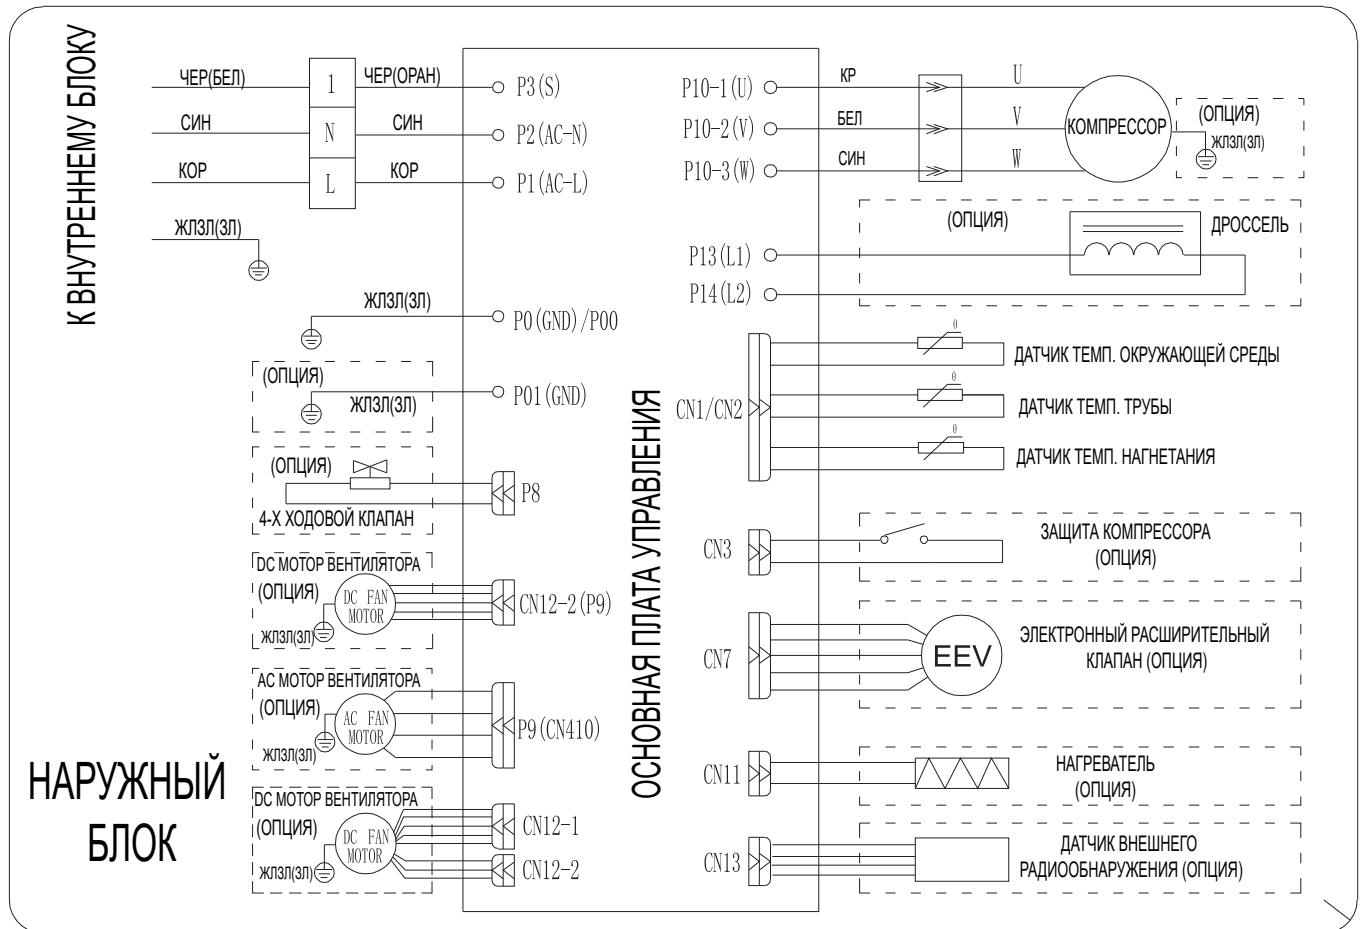 К ВНУТРЕННЕМУ БЛОКУ
ЧЕР(БЕЛ) 1 ЧЕР(ОРАН) P3(S)
СИН N СИН P2(AC-N)
КОР L КОР P1(AC-L)
ЖЛЗЛ(ЗЛ)
ЖЛЗЛ(ЗЛ) P0(GND)/P00
(ОПЦИЯ)
ЖЛЗЛ(ЗЛ) P01(GND)
(ОПЦИЯ)
P8
4-Х ХОДОВОЙ КЛАПАН
DC МОТОР ВЕНТИЛЯТОРА
(ОПЦИЯ)
DC FAN
MOTOR
CN12-2(P9)
ЖЛЗЛ(ЗЛ)
AC МОТОР ВЕНТИЛЯТОРА
(ОПЦИЯ)
AC FAN
MOTOR
P9(CN410)
ЖЛЗЛ(ЗЛ)
DC МОТОР ВЕНТИЛЯТОРА
(ОПЦИЯ)
DC FAN
MOTOR
CN12-1
CN12-2
ЖЛЗЛ(ЗЛ)
НАРУЖНЫЙ
БЛОК
ОСНОВНАЯ ПЛАТА УПРАВЛЕНИЯ
P10-1(U) КР U
P10-2(V) БЕЛ V
P10-3(W) СИН W
КОМПРЕССОР
(ОПЦИЯ)
ЖЛЗЛ(ЗЛ)
(ОПЦИЯ)
ДРОССЕЛЬ
P13(L1)
P14(L2)
CN1/CN2
θ
ДАТЧИК ТЕМП. ОКРУЖАЮЩЕЙ СРЕДЫ
θ
ДАТЧИК ТЕМП. ТРУБЫ
θ
ДАТЧИК ТЕМП. НАГНЕТАНИЯ
CN3
ЗАЩИТА КОМПРЕССОРА
(ОПЦИЯ)
CN7
EEV
ЭЛЕКТРОННЫЙ РАСШИРИТЕЛЬНЫЙ
КЛАПАН (ОПЦИЯ)
CN11
НАГРЕВАТЕЛЬ
(ОПЦИЯ)
CN13
ДАТЧИК ВНЕШНЕГО
РАДИООБНАРУЖЕНИЯ (ОПЦИЯ)